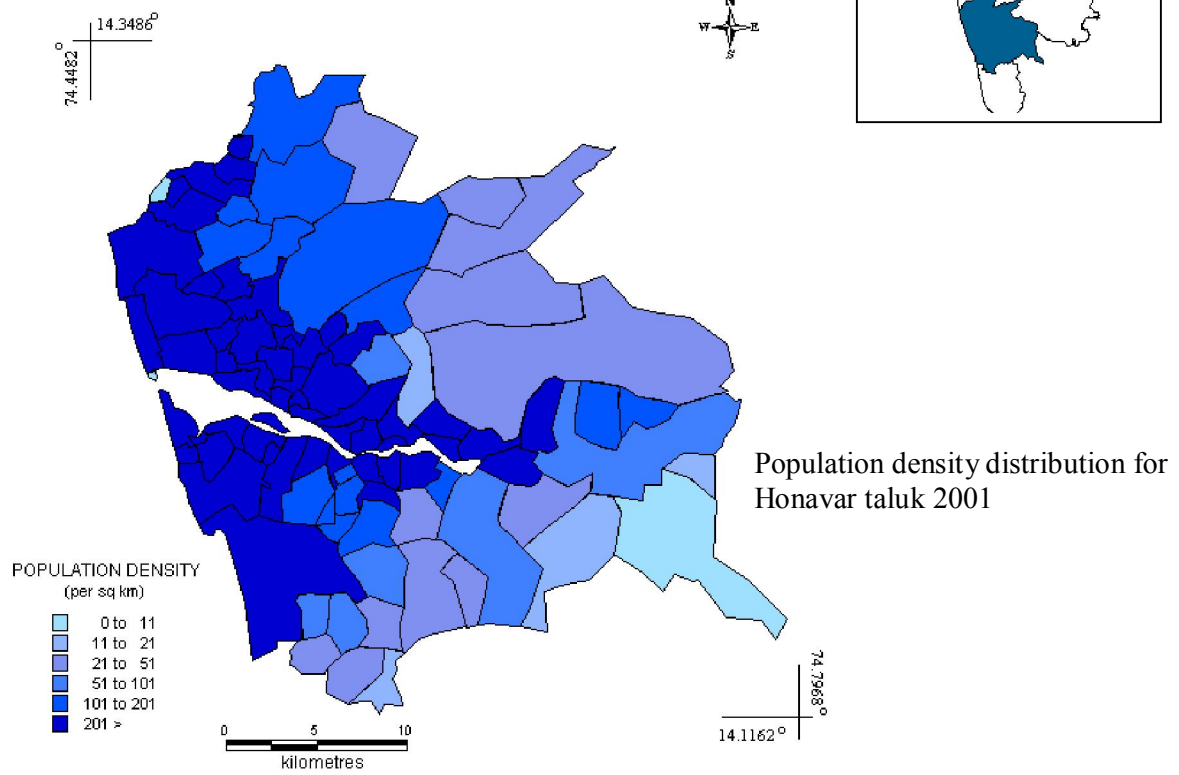 14.3486°
74.4482°
N
W E
S
Population density distribution for
Honavar taluk 2001
POPULATION DENSITY
(per sq km)
0 to 11
11 to 21
21 to 51
51 to 101
101 to 201
201 >
0 5 10
kilometres
74.7968°
14.1162°